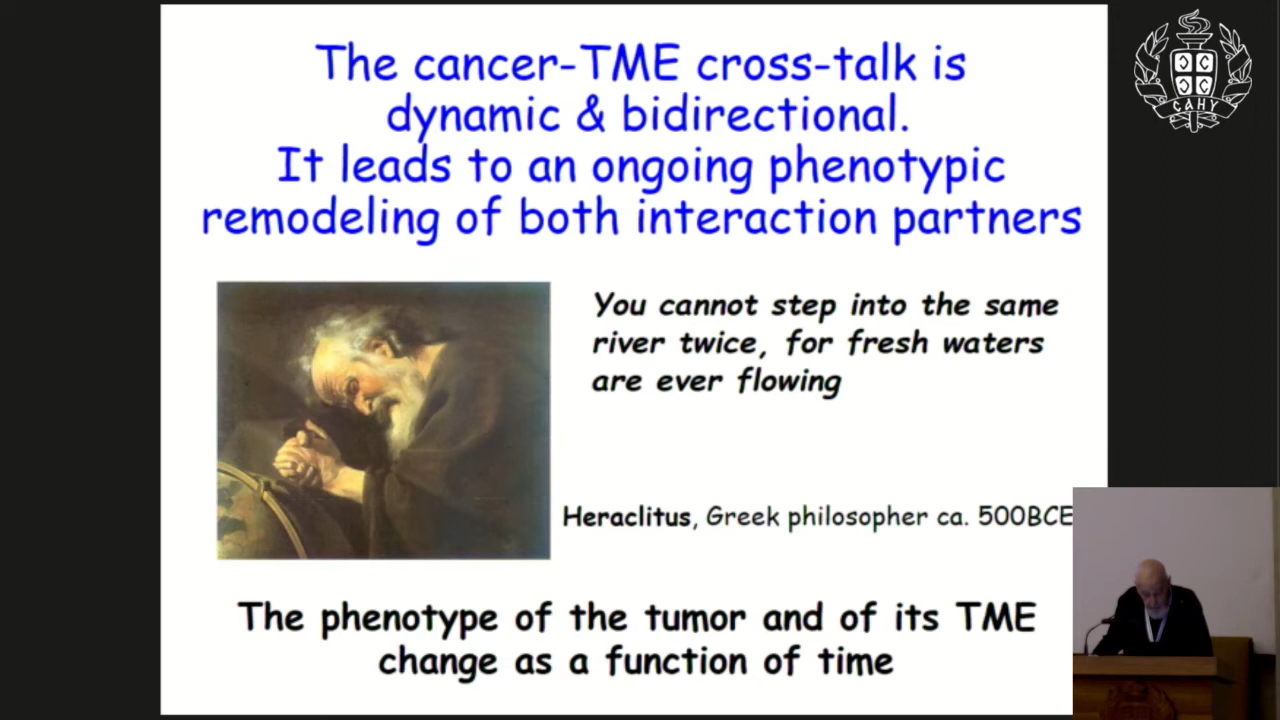 The cancer-TME cross-talk is
dynamic & bidirectional.
It leads to an ongoing phenotypic
remodeling of both interaction partners
You cannot step into the same
river twice, for fresh waters
are ever flowing
Heraclitus, Greek philosopher ca. 500BCE
The phenotype of the tumor and of its TME
change as a function of time
САНУ